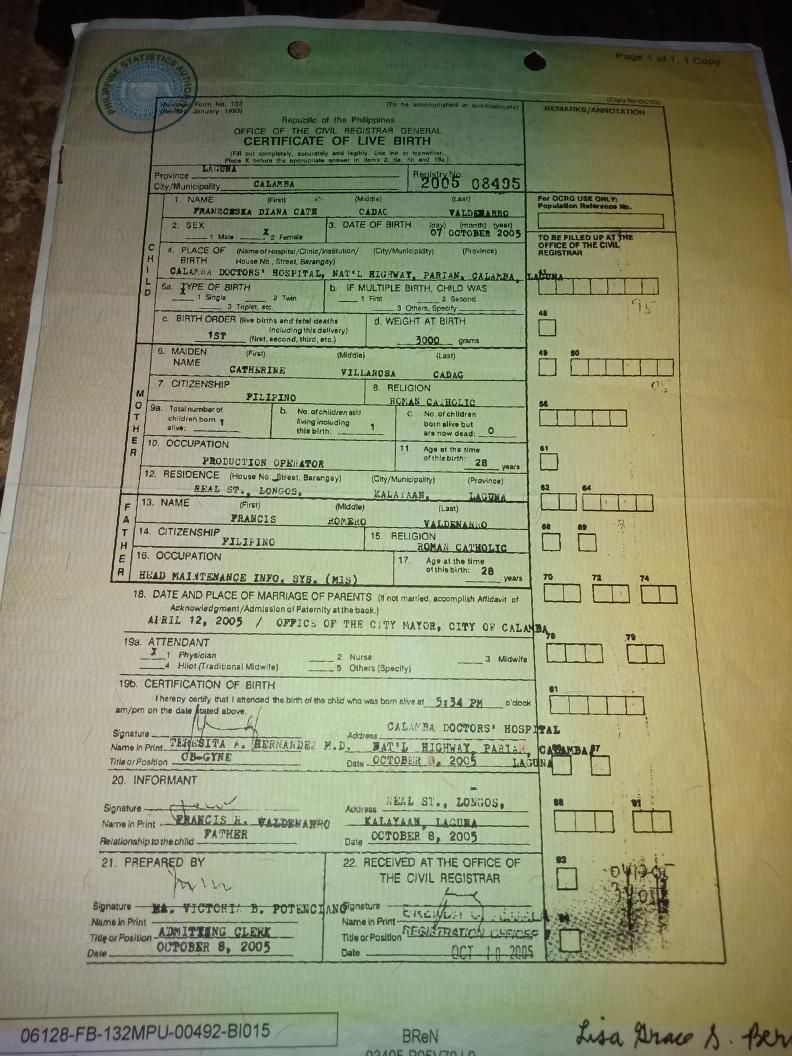 Page 1 of 1, 1 Copy
PHILIPPINE STATISTICS AUTHORITY
Municipal Form No. 102
(Revised January 1993)
(To be accomplished in quadruplicate)
Republic of the Philippines
OFFICE OF THE CIVIL REGISTRAR GENERAL
CERTIFICATE OF LIVE BIRTH
(Fill out completely, accurately and legibly. Use ink or typewriter.
Place X before the appropriate answer in items 2, 5a, 5b and 19a.)
REMARKS/ANNOTATION
Province LAGUNA
City/Municipality CALAMBA
Registry No.
2005 08495
For OCRG USE ONLY:
Population Reference No.
TO BE FILLED UP AT THE
OFFICE OF THE CIVIL
REGISTRAR
CHILD
1. NAME (First) (Middle) (Last)
FRANZCESKA DIANA CATE CADAG VALDENARRO
2. SEX
1 Male X 2 Female
3. DATE OF BIRTH (day) (month) (year)
07 OCTOBER 2005
4. PLACE OF BIRTH (Name of Hospital/Clinic/Institution/ House No., Street, Barangay) (City/Municipality) (Province)
CALAMBA DOCTORS' HOSPITAL, NAT'L HIGHWAY, PARIAN, CALAMBA, LAGUNA
5a. TYPE OF BIRTH
X 1 Single 2 Twin
3 Triplet, etc.
b. IF MULTIPLE BIRTH, CHILD WAS
1 First 2 Second
3 Others, Specify
c. BIRTH ORDER (live births and fetal deaths
including this delivery)
1ST (first, second, third, etc.)
d. WEIGHT AT BIRTH
3000 grams
MOTHER
6. MAIDEN NAME (First) (Middle) (Last)
CATHERINE VILLAROSA CADAG
7. CITIZENSHIP
FILIPINO
8. RELIGION
ROMAN CATHOLIC
9a. Total number of
children born
alive: 1
b. No. of children still
living including
this birth: 1
c. No. of children
born alive but
are now dead: 0
10. OCCUPATION
PRODUCTION OPERATOR
11. Age at the time
of this birth: 28 years
12. RESIDENCE (House No., Street, Barangay) (City/Municipality) (Province)
REAL ST., LONGOS, KALAYAAN, LAGUNA
FATHER
13. NAME (First) (Middle) (Last)
FRANCIS ROMERO VALDENARRO
14. CITIZENSHIP
FILIPINO
15. RELIGION
ROMAN CATHOLIC
16. OCCUPATION
HEAD MAINTENANCE INFO. SYS. (MIS)
17. Age at the time
of this birth: 28 years
18. DATE AND PLACE OF MARRIAGE OF PARENTS (If not married, accomplish Affidavit of
Acknowledgment/Admission of Paternity at the back.)
APRIL 12, 2005 / OFFICE OF THE CITY MAYOR, CITY OF CALAMBA
19a. ATTENDANT
X 1 Physician 2 Nurse 3 Midwife
4 Hilot (Traditional Midwife) 5 Others (Specify)
19b. CERTIFICATION OF BIRTH
I hereby certify that I attended the birth of the child who was born alive at 5:34 PM o'clock
am/pm on the date stated above.
Signature
Name in Print TERESITA A. HERNANDEZ M.D.
Title or Position OB-GYNE
Address CALAMBA DOCTORS' HOSPITAL
NAT'L HIGHWAY, PARIAN, CALAMBA
Date OCTOBER 8, 2005 LAGUNA
20. INFORMANT
Signature
Name in Print FRANCIS R. VALDENARRO
Relationship to the child FATHER
Address REAL ST., LONGOS,
KALAYAAN, LAGUNA
Date OCTOBER 8, 2005
21. PREPARED BY
Signature
Name in Print MA. VICTORIA B. POTENCIANO
Title or Position ADMITTING CLERK
Date OCTOBER 8, 2005
22. RECEIVED AT THE OFFICE OF
THE CIVIL REGISTRAR
Signature
Name in Print
Title or Position REGISTRATION OFFICER
Date OCT 10 2005
41
95
48
49 50
05
56
61
62 64
68 69
70 72 74
79
81
87
88 91
93
06128-FB-132MPU-00492-BI015
BReN
Lisa Grace S. Ber